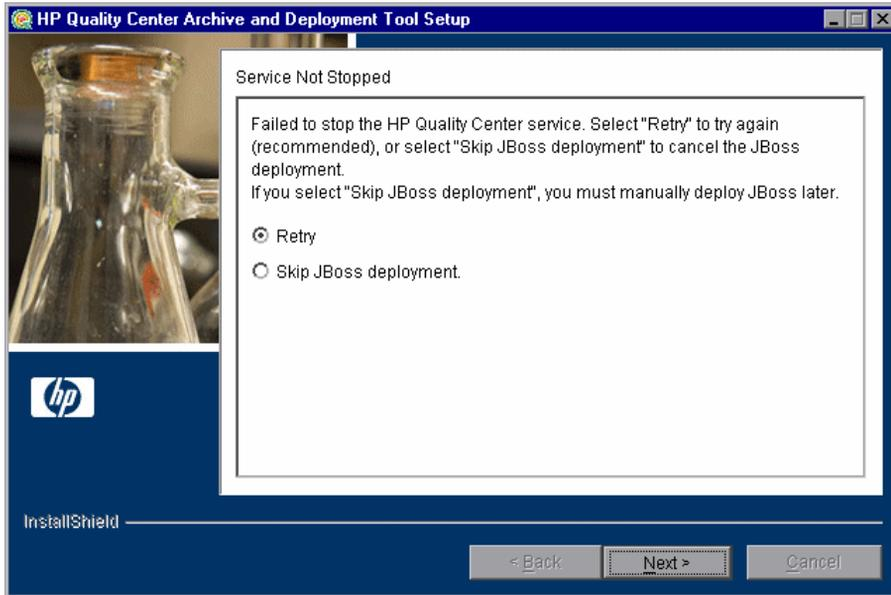 HP Quality Center Archive and Deployment Tool Setup
Service Not Stopped
Failed to stop the HP Quality Center service. Select "Retry" to try again
(recommended), or select "Skip JBoss deployment" to cancel the JBoss
deployment.
If you select "Skip JBoss deployment", you must manually deploy JBoss later.
Retry
Skip JBoss deployment.
hp
InstallShield
< Back
Next >
Cancel